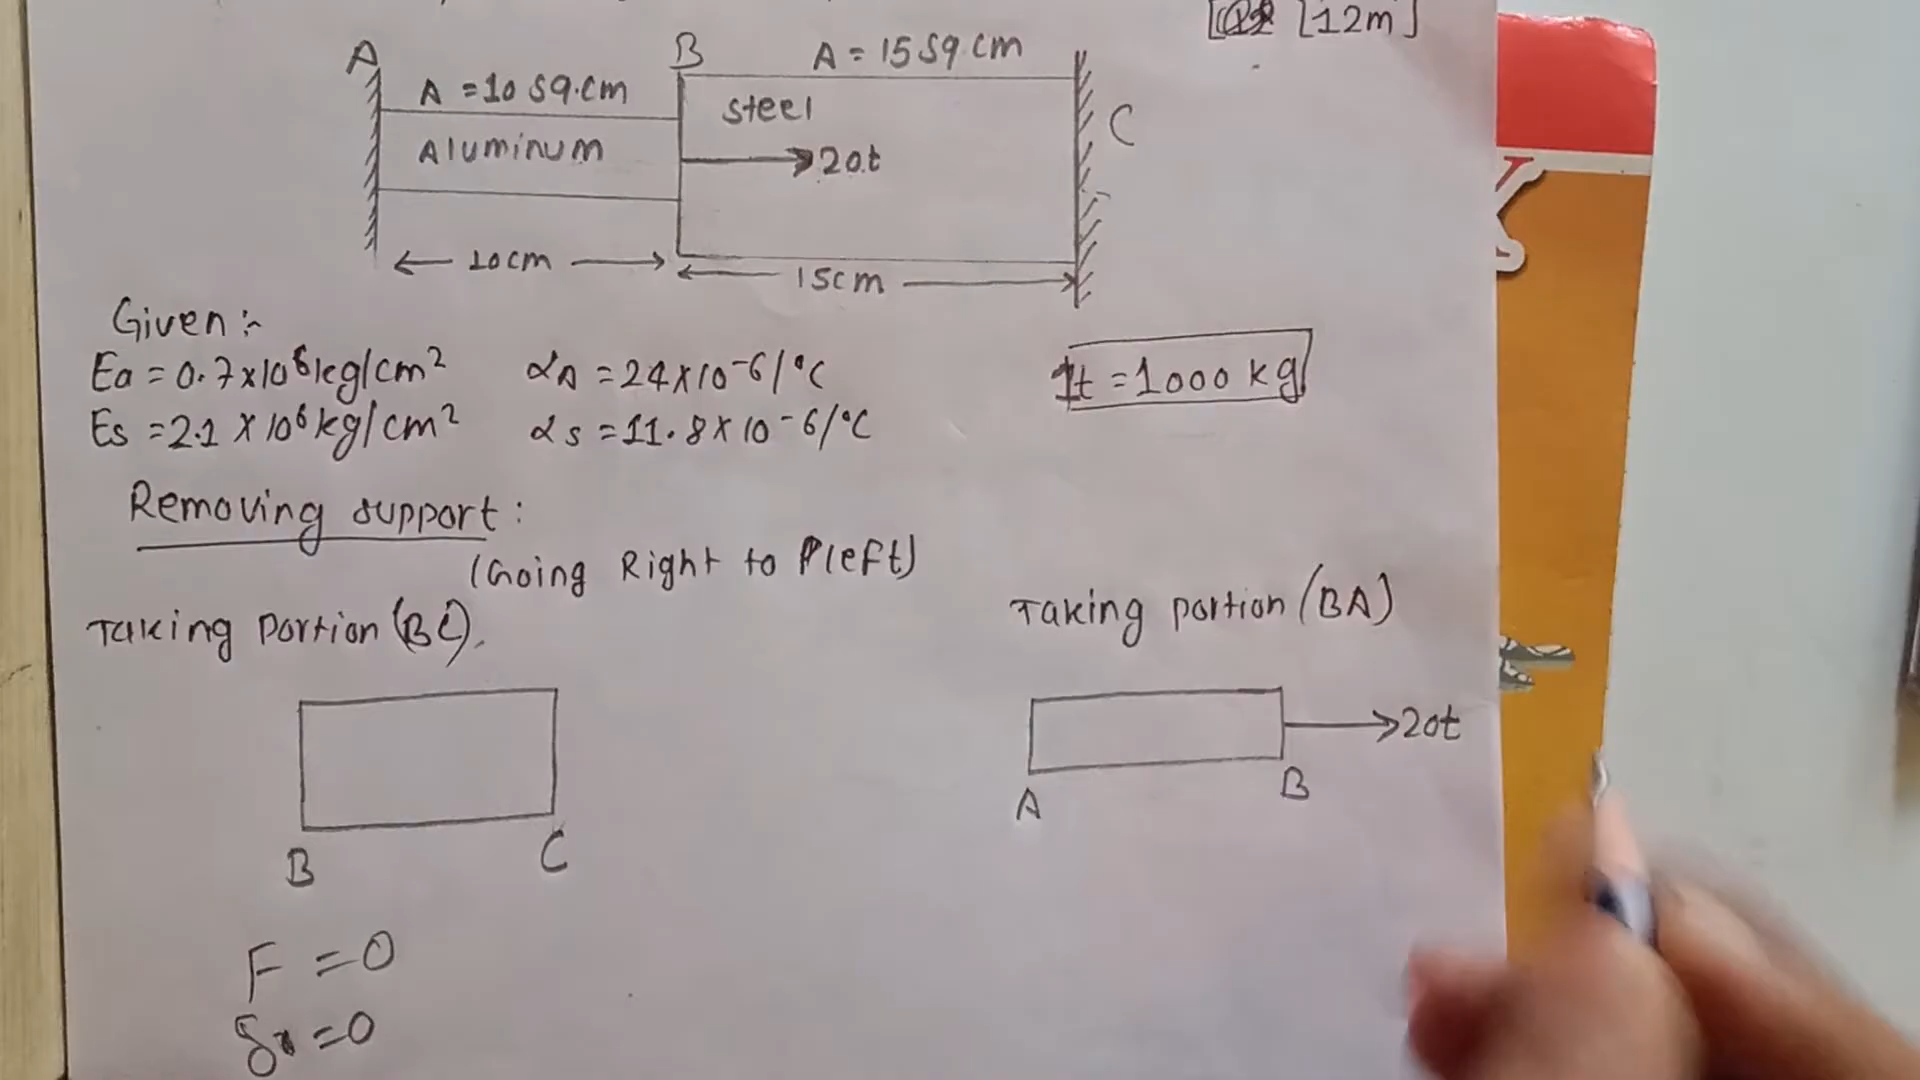 [12m]
A
B
A = 15 sq.cm
A = 10 sq.cm
steel
C
Aluminum
20t
10cm
15cm
Given:-
Ea = 0.7x10⁶kg/cm²
αA = 24x10⁻⁶/°C
1t = 1000 kg
Es = 2.1 x 10⁶ kg/cm²
αs = 11.8x10⁻⁶/°C
Removing support:
(Going Right to left)
Taking portion (BA)
Taking Portion (BC),
20t
A
B
B
C
F = 0
= 0